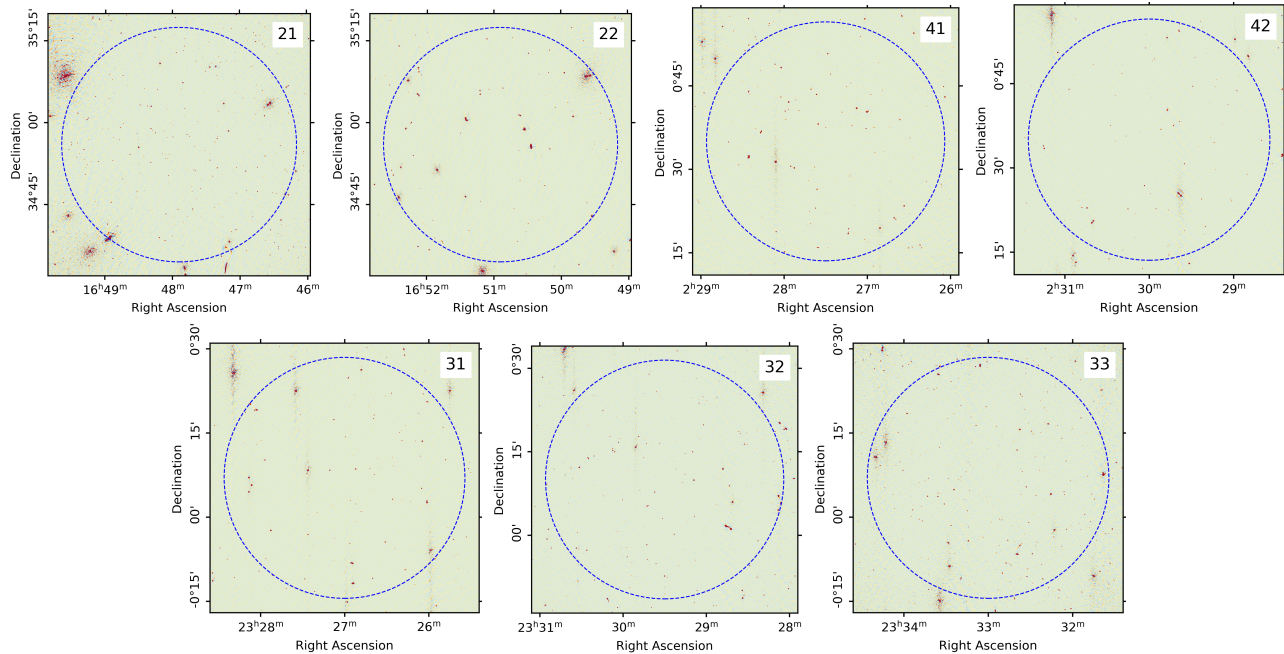 21
35°15'
00'
34°45'
Declination
16ʰ49ᵐ
48ᵐ
47ᵐ
46ᵐ
Right Ascension
22
35°15'
00'
34°45'
Declination
16ʰ52ᵐ
51ᵐ
50ᵐ
49ᵐ
Right Ascension
41
0°45'
30'
15'
Declination
2ʰ29ᵐ
28ᵐ
27ᵐ
26ᵐ
Right Ascension
42
0°45'
30'
15'
Declination
2ʰ31ᵐ
30ᵐ
29ᵐ
Right Ascension
31
0°30'
15'
00'
-0°15'
Declination
23ʰ28ᵐ
27ᵐ
26ᵐ
Right Ascension
32
0°30'
15'
00'
Declination
23ʰ31ᵐ
30ᵐ
29ᵐ
28ᵐ
Right Ascension
33
0°30'
15'
00'
-0°15'
Declination
23ʰ34ᵐ
33ᵐ
32ᵐ
Right Ascension